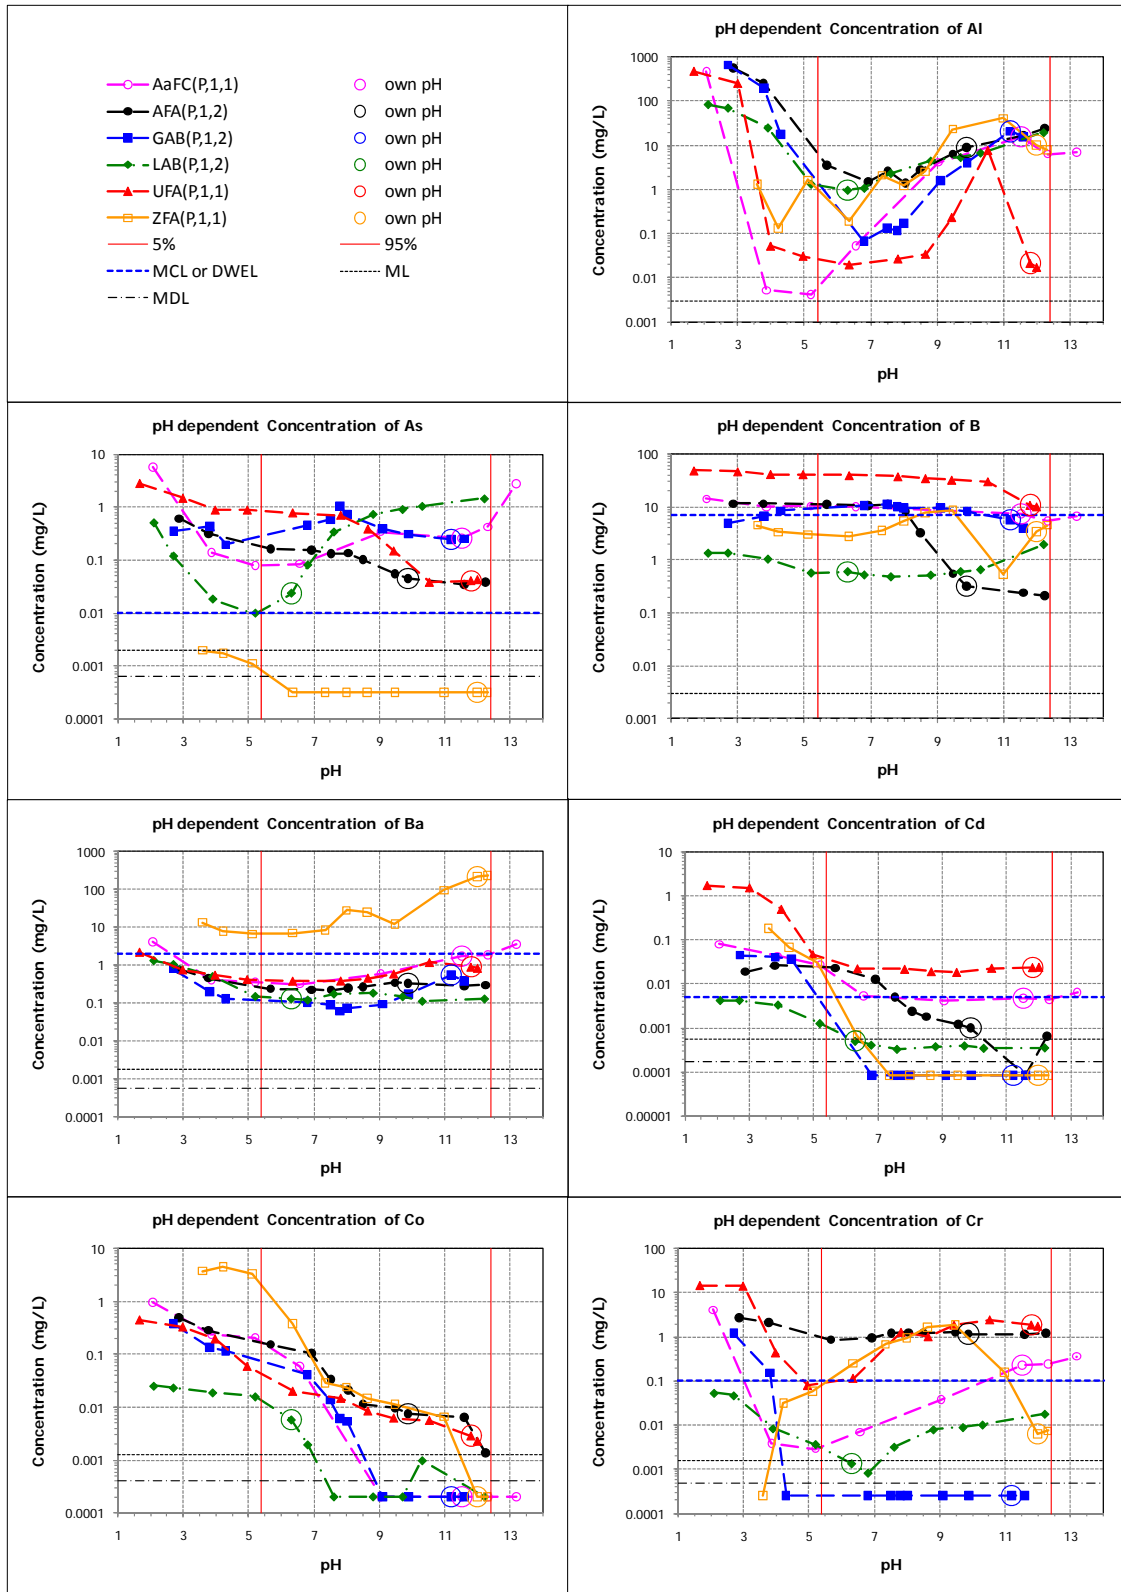 AaFC(P,1,1) own pH
AFA(P,1,2) own pH
GAB(P,1,2) own pH
LAB(P,1,2) own pH
UFA(P,1,1) own pH
ZFA(P,1,1) own pH
5% 95%
MCL or DWEL ML
MDL
pH dependent Concentration of Al
Concentration (mg/L)
1000
100
10
1
0.1
0.01
0.001
1 3 5 7 9 11 13
pH
pH dependent Concentration of As
Concentration (mg/L)
10
1
0.1
0.01
0.001
0.0001
1 3 5 7 9 11 13
pH
pH dependent Concentration of B
Concentration (mg/L)
100
10
1
0.1
0.01
0.001
1 3 5 7 9 11 13
pH
pH dependent Concentration of Ba
Concentration (mg/L)
1000
100
10
1
0.1
0.01
0.001
0.0001
1 3 5 7 9 11 13
pH
pH dependent Concentration of Cd
Concentration (mg/L)
10
1
0.1
0.01
0.001
0.0001
0.00001
1 3 5 7 9 11 13
pH
pH dependent Concentration of Co
Concentration (mg/L)
10
1
0.1
0.01
0.001
0.0001
1 3 5 7 9 11 13
pH
pH dependent Concentration of Cr
Concentration (mg/L)
100
10
1
0.1
0.01
0.001
0.0001
1 3 5 7 9 11 13
pH